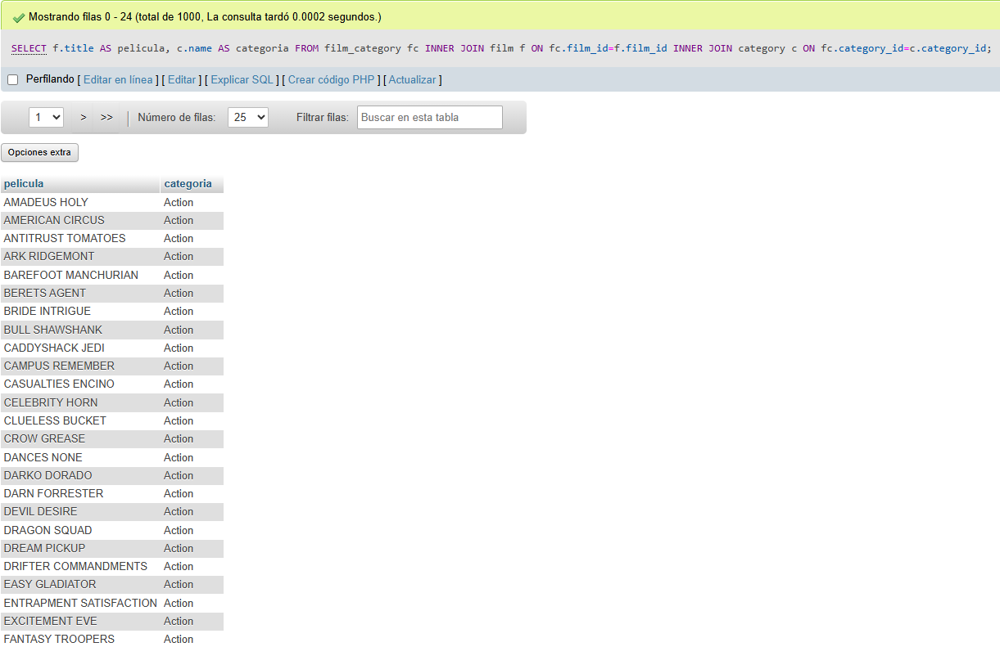 Mostrando filas 0 - 24 (total de 1000, La consulta tardó 0.0002 segundos.)
SELECT f.title AS pelicula, c.name AS categoria FROM film_category fc INNER JOIN film f ON fc.film_id=f.film_id INNER JOIN category c ON fc.category_id=c.category_id;
Perfilando [ Editar en línea ] [ Editar ] [ Explicar SQL ] [ Crear código PHP ] [ Actualizar ]
1 > >> | Número de filas: 25 Filtrar filas: Buscar en esta tabla
Opciones extra
pelicula categoria
AMADEUS HOLY Action
AMERICAN CIRCUS Action
ANTITRUST TOMATOES Action
ARK RIDGEMONT Action
BAREFOOT MANCHURIAN Action
BERETS AGENT Action
BRIDE INTRIGUE Action
BULL SHAWSHANK Action
CADDYSHACK JEDI Action
CAMPUS REMEMBER Action
CASUALTIES ENCINO Action
CELEBRITY HORN Action
CLUELESS BUCKET Action
CROW GREASE Action
DANCES NONE Action
DARKO DORADO Action
DARN FORRESTER Action
DEVIL DESIRE Action
DRAGON SQUAD Action
DREAM PICKUP Action
DRIFTER COMMANDMENTS Action
EASY GLADIATOR Action
ENTRAPMENT SATISFACTION Action
EXCITEMENT EVE Action
FANTASY TROOPERS Action